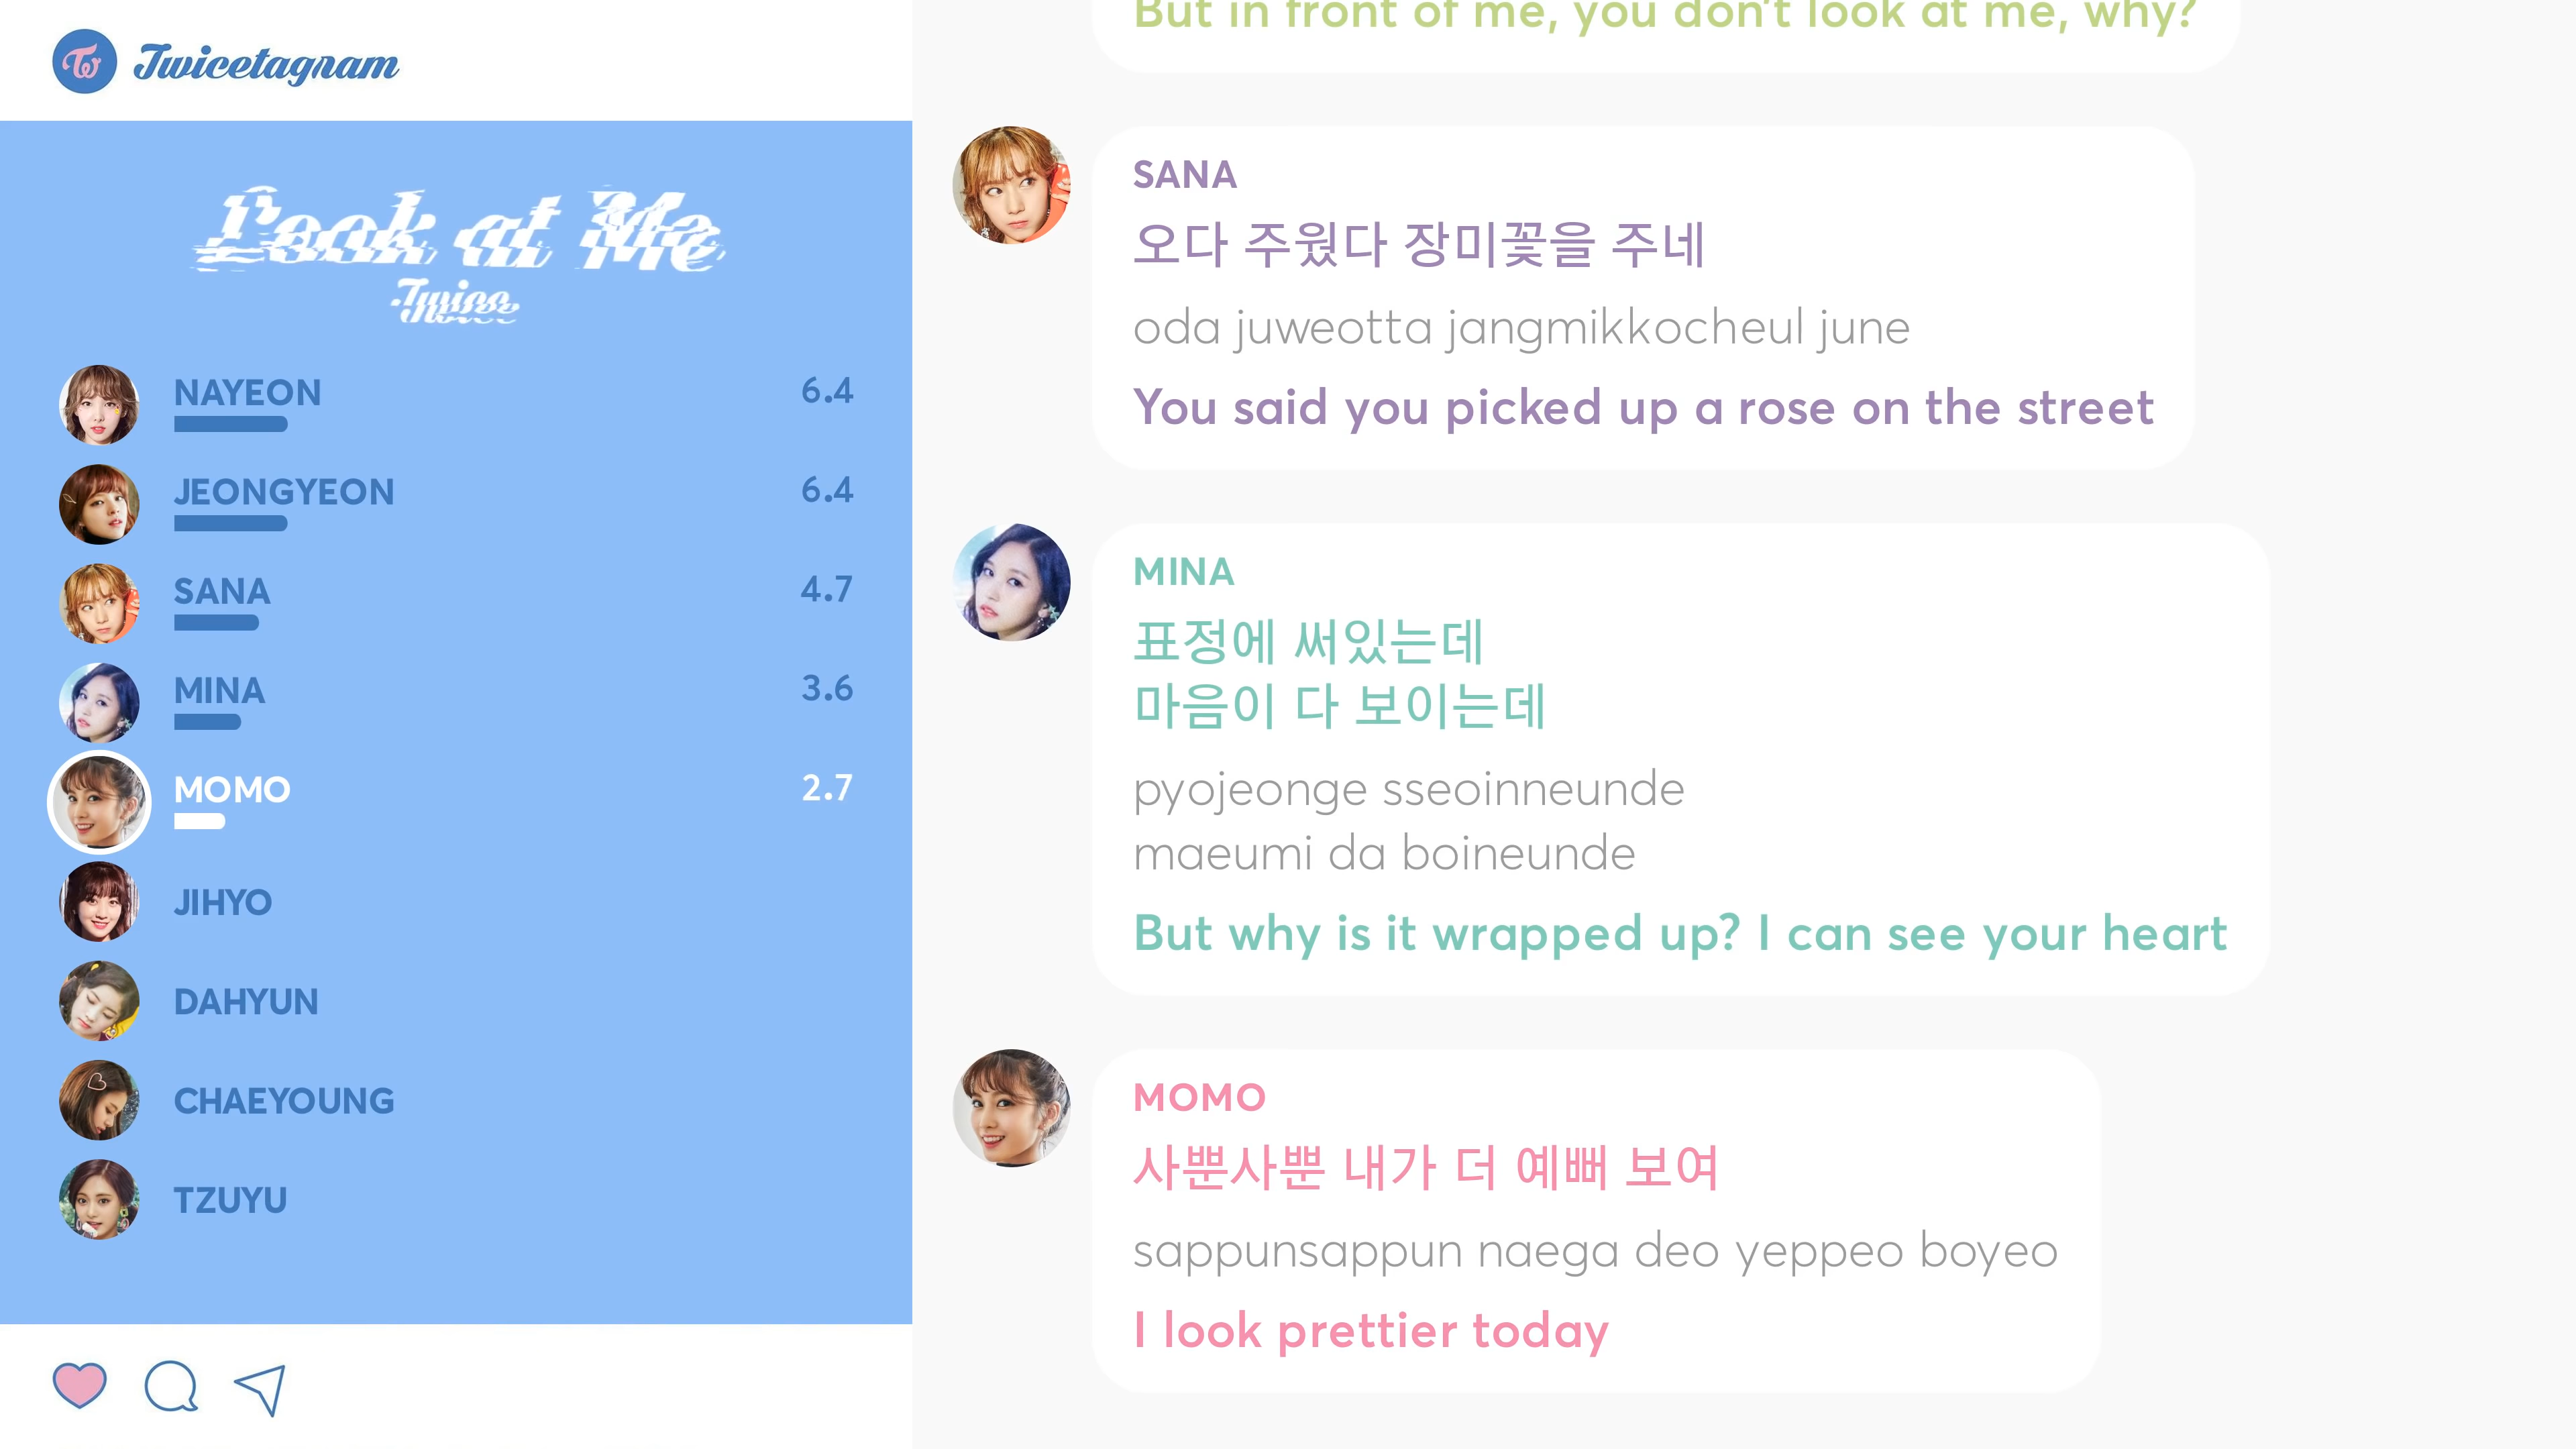 Twicetagram
Look at Me
Twice
NAYEON 6.4
JEONGYEON 6.4
SANA 4.7
MINA 3.6
MOMO 2.7
JIHYO
DAHYUN
CHAEYOUNG
TZUYU
But in front of me, you don't look at me, why?
SANA
오다 주웠다 장미꽃을 주네
oda juweotta jangmikkocheul june
You said you picked up a rose on the street
MINA
표정에 써있는데
마음이 다 보이는데
pyojeonge sseoinneunde
maeumi da boineunde
But why is it wrapped up? I can see your heart
MOMO
사뿐사뿐 내가 더 예뻐 보여
sappunsappun naega deo yeppeo boyeo
I look prettier today